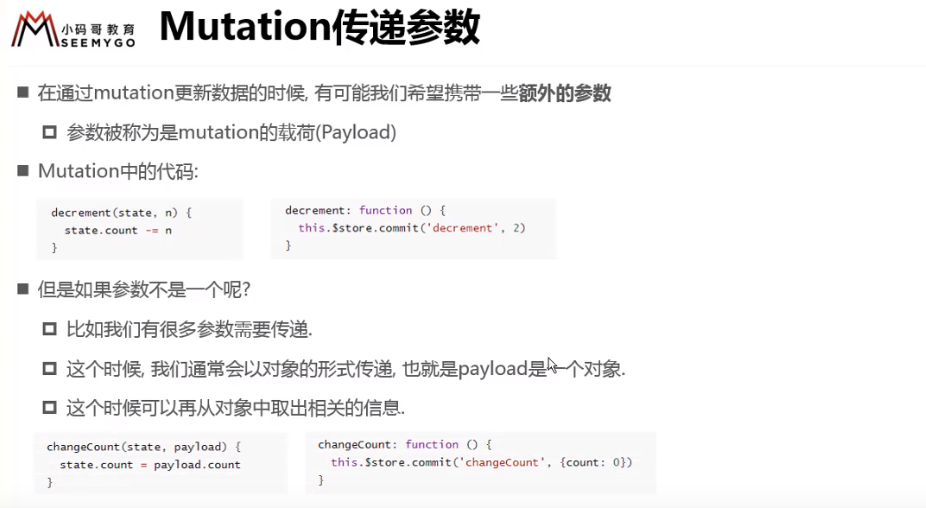 小码哥教育
SEEMYGO
Mutation传递参数
在通过mutation更新数据的时候, 有可能我们希望携带一些额外的参数
参数被称为是mutation的载荷(Payload)
Mutation中的代码:
decrement(state, n) {
state.count -= n
}
decrement: function () {
this.$store.commit('decrement', 2)
}
但是如果参数不是一个呢?
比如我们有很多参数需要传递.
这个时候, 我们通常会以对象的形式传递, 也就是payload是一个对象.
这个时候可以再从对象中取出相关的信息.
changeCount(state, payload) {
state.count = payload.count
}
changeCount: function () {
this.$store.commit('changeCount', {count: 0})
}